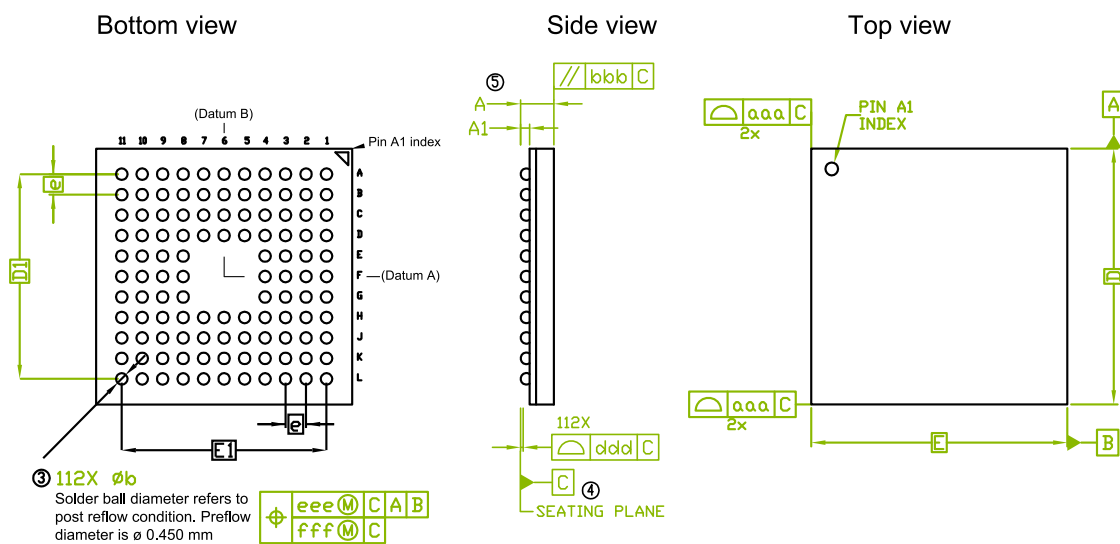 Bottom view
Side view
Top view
(Datum B)
11 10 9 8 7 6 5 4 3 2 1
Pin A1 index
A
B
C
D
E
F
G
H
J
K
L
(Datum A)
e
D1
e
E1
③ 112X Øb
Solder ball diameter refers to
post reflow condition. Preflow
diameter is ø 0.450 mm
eee Ⓜ C A B
fff Ⓜ C
⑤
// bbb C
A
A1
112X
ddd C
C ④
SEATING PLANE
aaa C
2x
PIN A1
INDEX
A
D
aaa C
2x
E
B